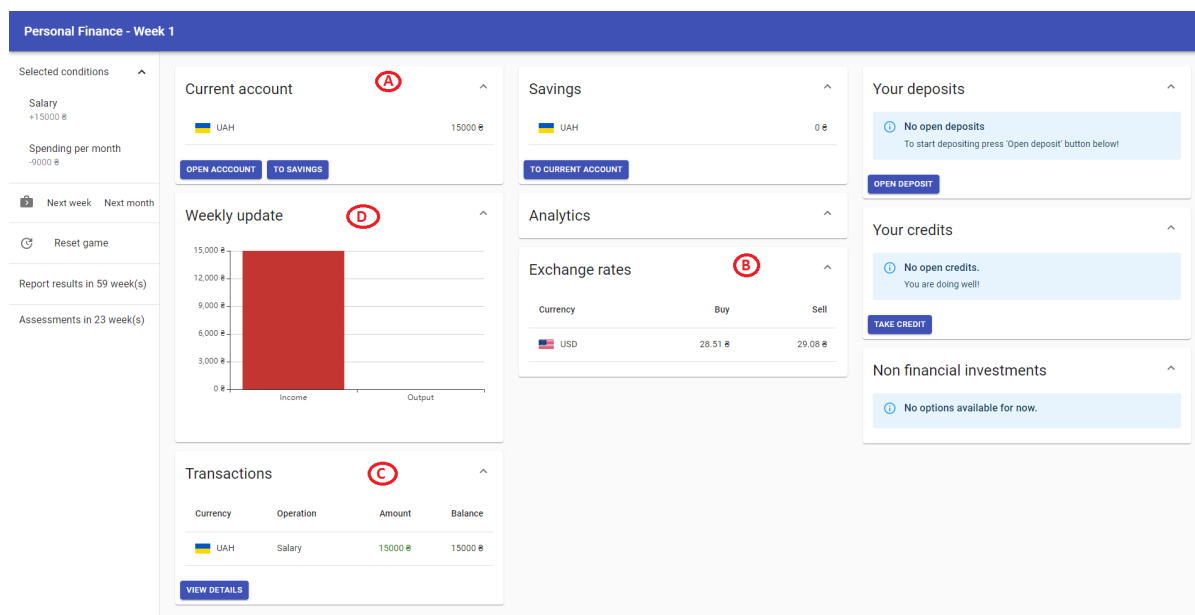 Personal Finance - Week 1
Selected conditions
Salary
+15000 ₴
Spending per month
-9000 ₴
Next week Next month
Reset game
Report results in 59 week(s)
Assessments in 23 week(s)
Current account
A
UAH 15000 ₴
OPEN ACCCOUNT TO SAVINGS
Weekly update
D
15,000 ₴
12,000 ₴
9,000 ₴
6,000 ₴
3,000 ₴
0 ₴
Income Output
Transactions
C
Currency Operation Amount Balance
UAH Salary 15000 ₴ 15000 ₴
VIEW DETAILS
Savings
UAH 0 ₴
TO CURRENT ACCOUNT
Analytics
Exchange rates
B
Currency Buy Sell
USD 28.51 ₴ 29.08 ₴
Your deposits
No open deposits
To start depositing press 'Open deposit' button below!
OPEN DEPOSIT
Your credits
No open credits.
You are doing well!
TAKE CREDIT
Non financial investments
No options available for now.